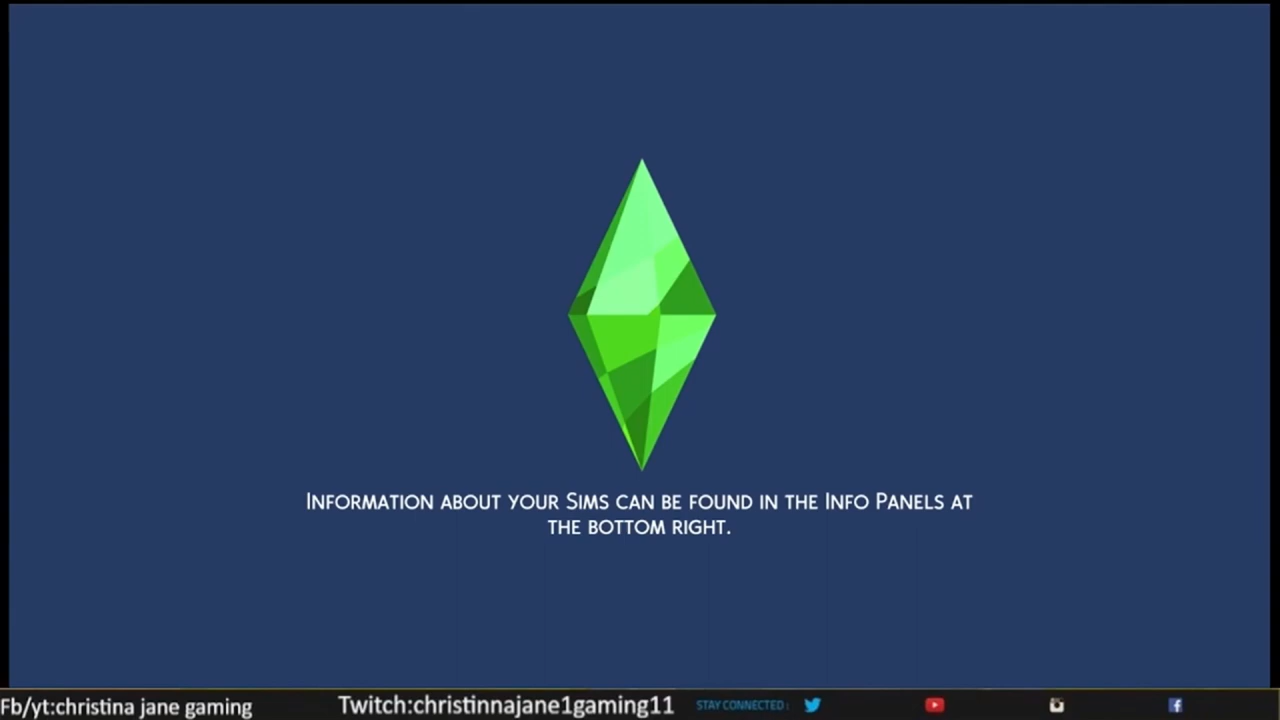 Information about your Sims can be found in the Info Panels at
the bottom right.
Fb/yt:christina jane gaming
Twitch:christinnajane1gaming11
STAY CONNECTED :